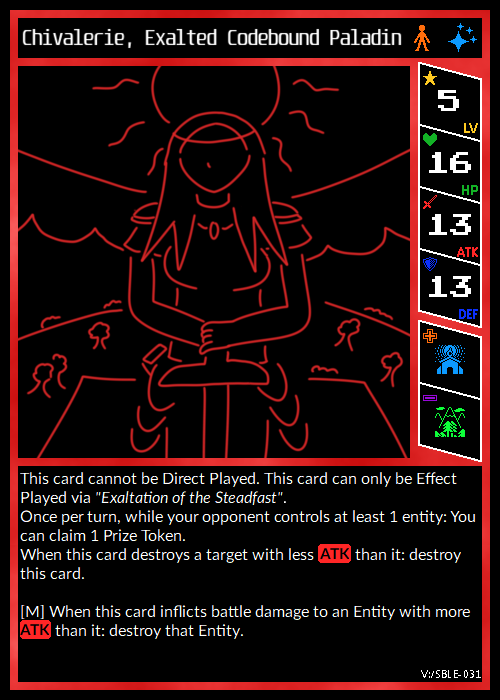 Chivalerie, Exalted Codebound Paladin
5
LV
16
HP
13
ATK
13
DEF
This card cannot be Direct Played. This card can only be Effect
Played via "Exaltation of the Steadfast".
Once per turn, while your opponent controls at least 1 entity: You
can claim 1 Prize Token.
When this card destroys a target with less ATK than it: destroy
this card.
[M] When this card inflicts battle damage to an Entity with more
ATK than it: destroy that Entity.
V:/SBLE-031